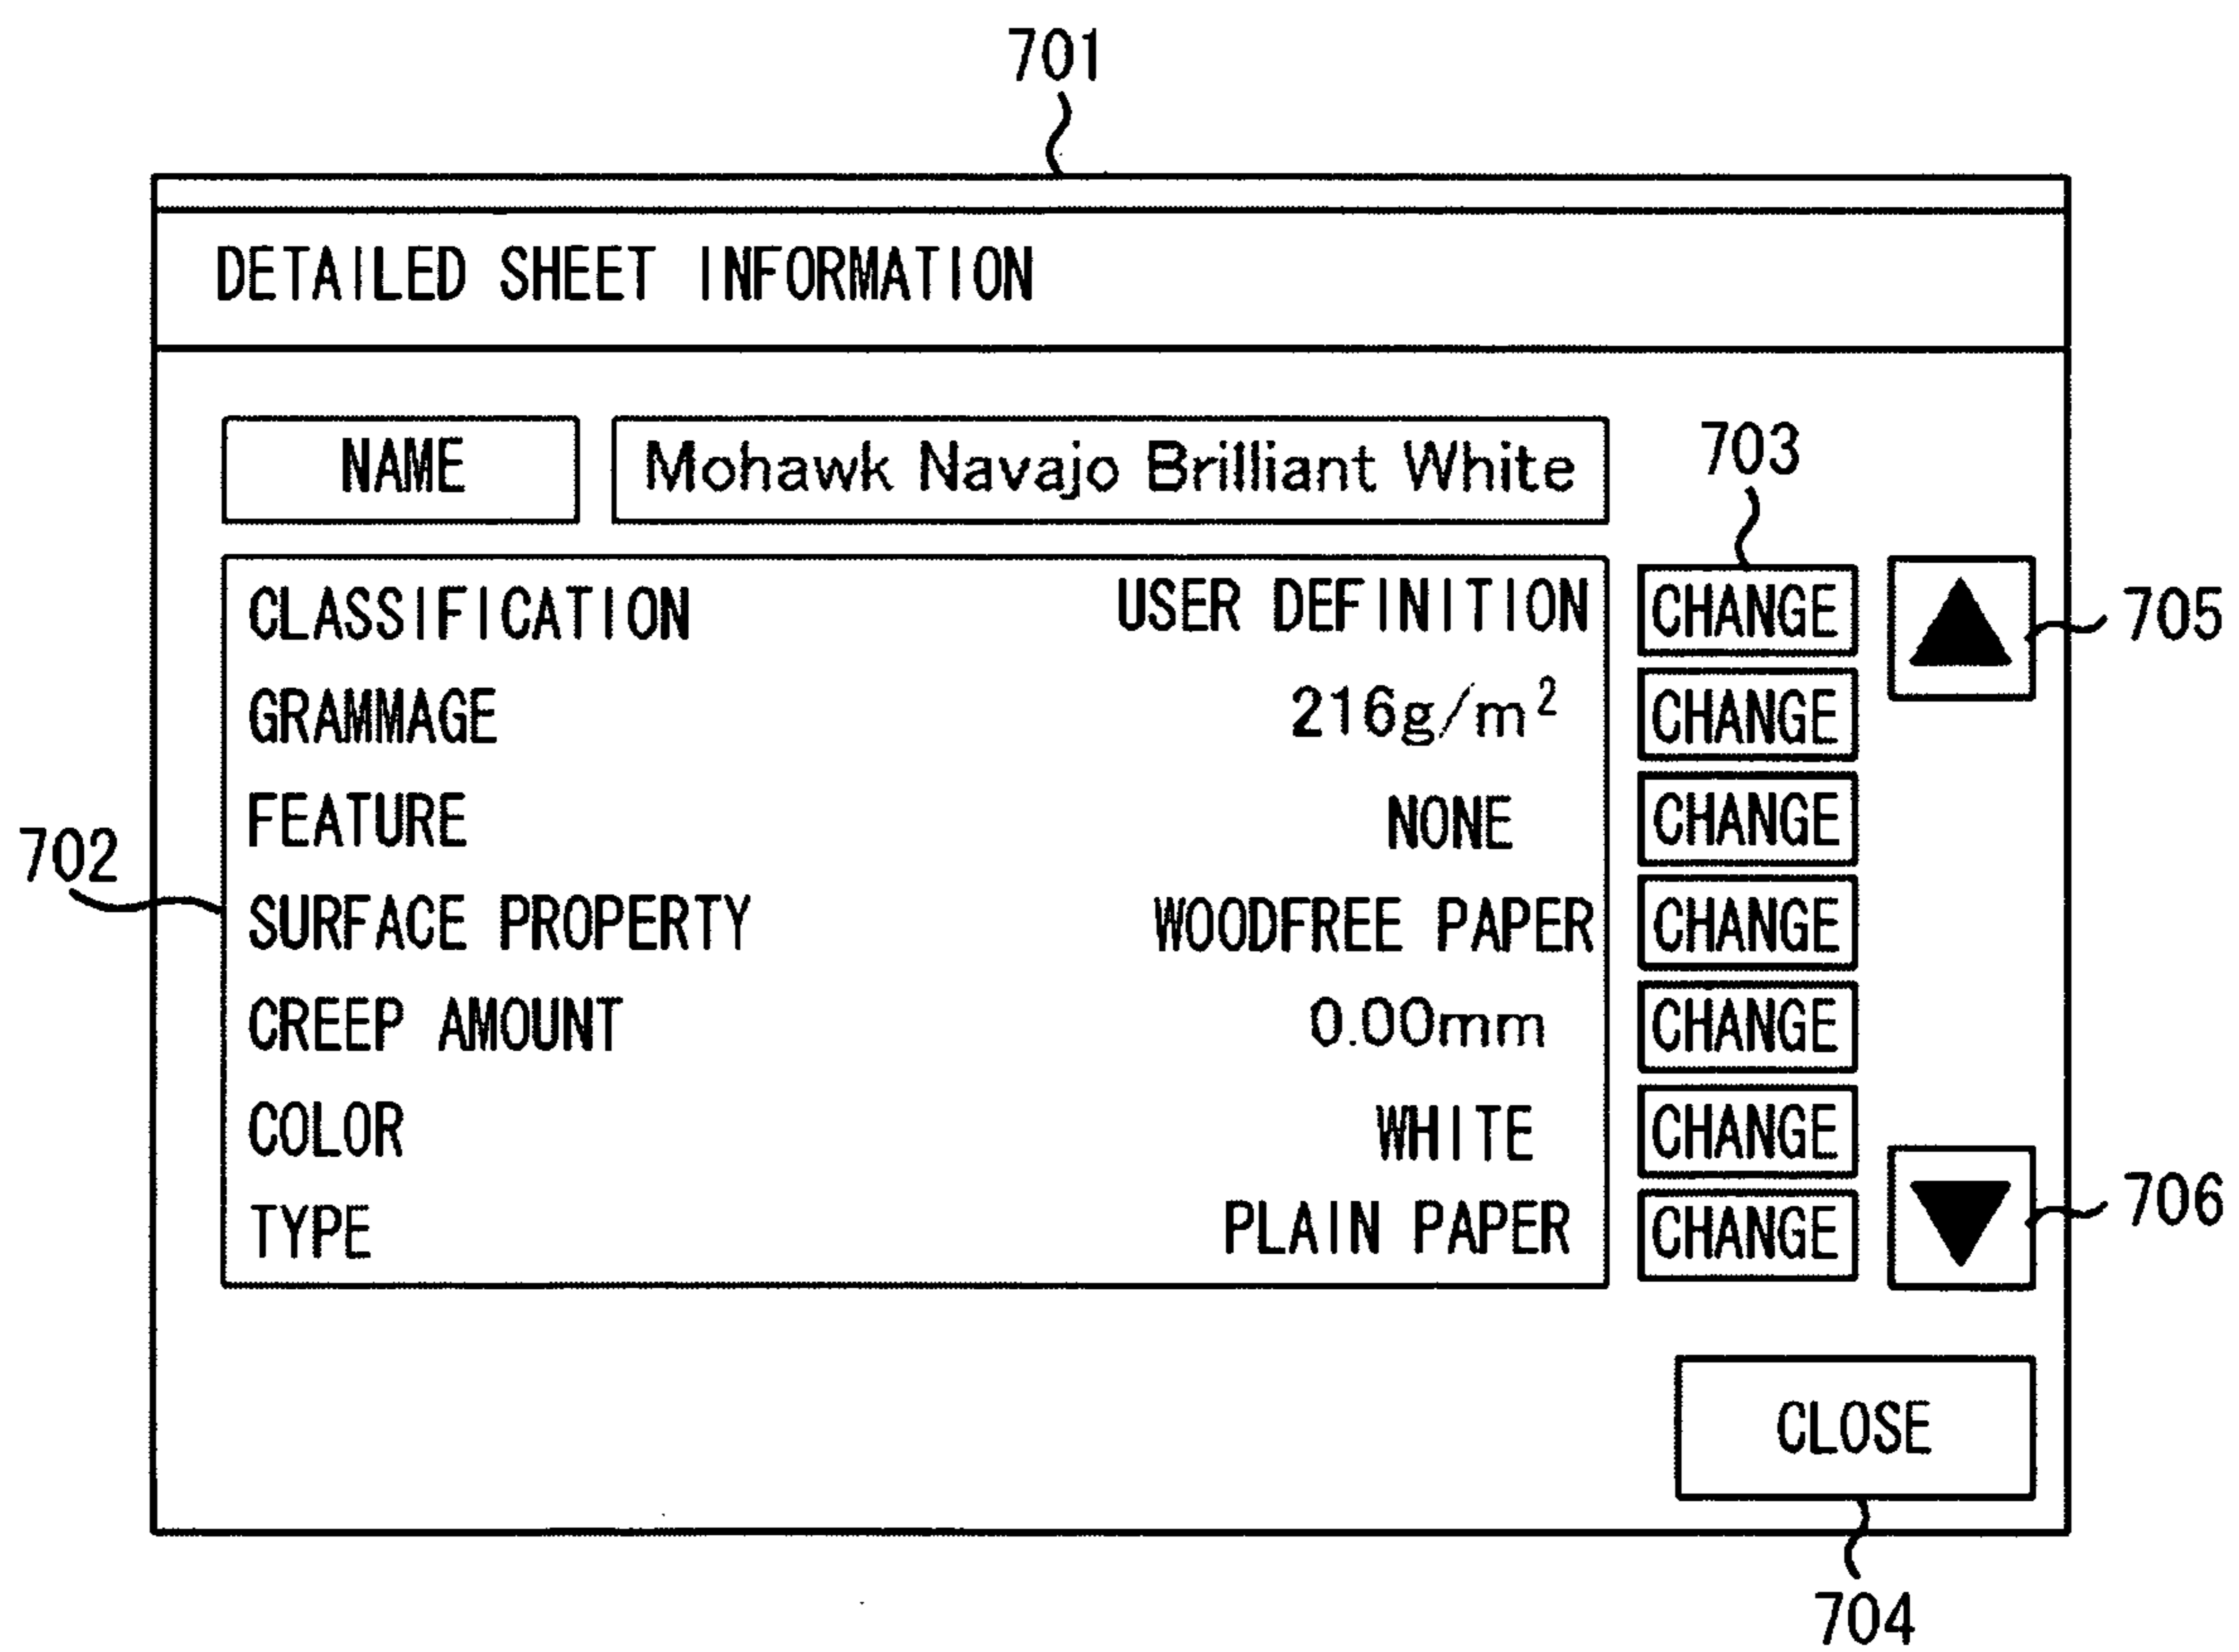 701
DETAILED SHEET INFORMATION
NAME Mohawk Navajo Brilliant White
703
CLASSIFICATION USER DEFINITION CHANGE
705
GRAMMAGE 216g/m² CHANGE
FEATURE NONE CHANGE
702
SURFACE PROPERTY WOODFREE PAPER CHANGE
CREEP AMOUNT 0.00mm CHANGE
COLOR WHITE CHANGE
706
TYPE PLAIN PAPER CHANGE
CLOSE
704